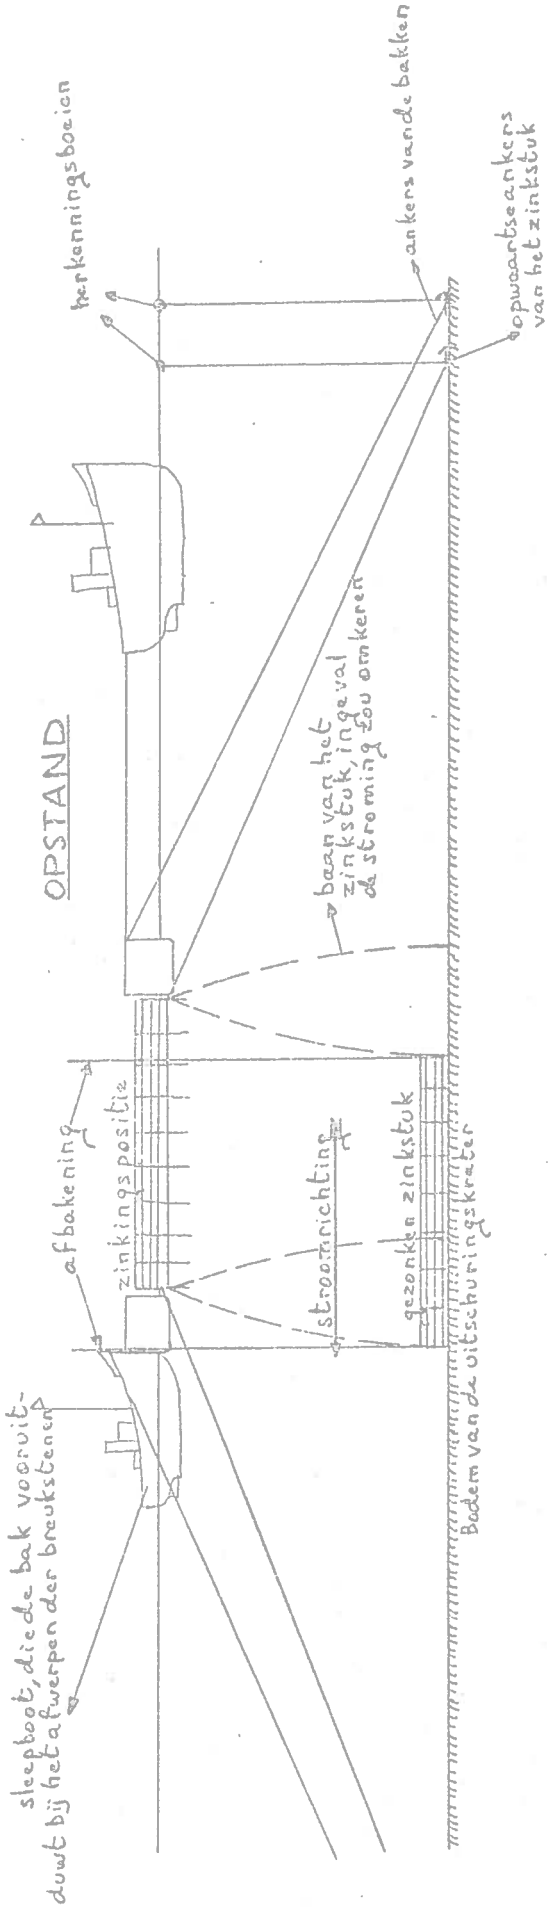 OPSTAND
sleepboot, die de bak vooruit-
duwt bij het afwerpen der breukstenen
afbakening
zinkingspositie
stroomrichting
gezonken zinkstuk
Bodem van de uitschuringskrater
baan van het
zinkstuk, ingeval
de stroming zou omkeren
herkenningsboeien
ankers van de bakken
opwaartse ankers
van het zinkstuk